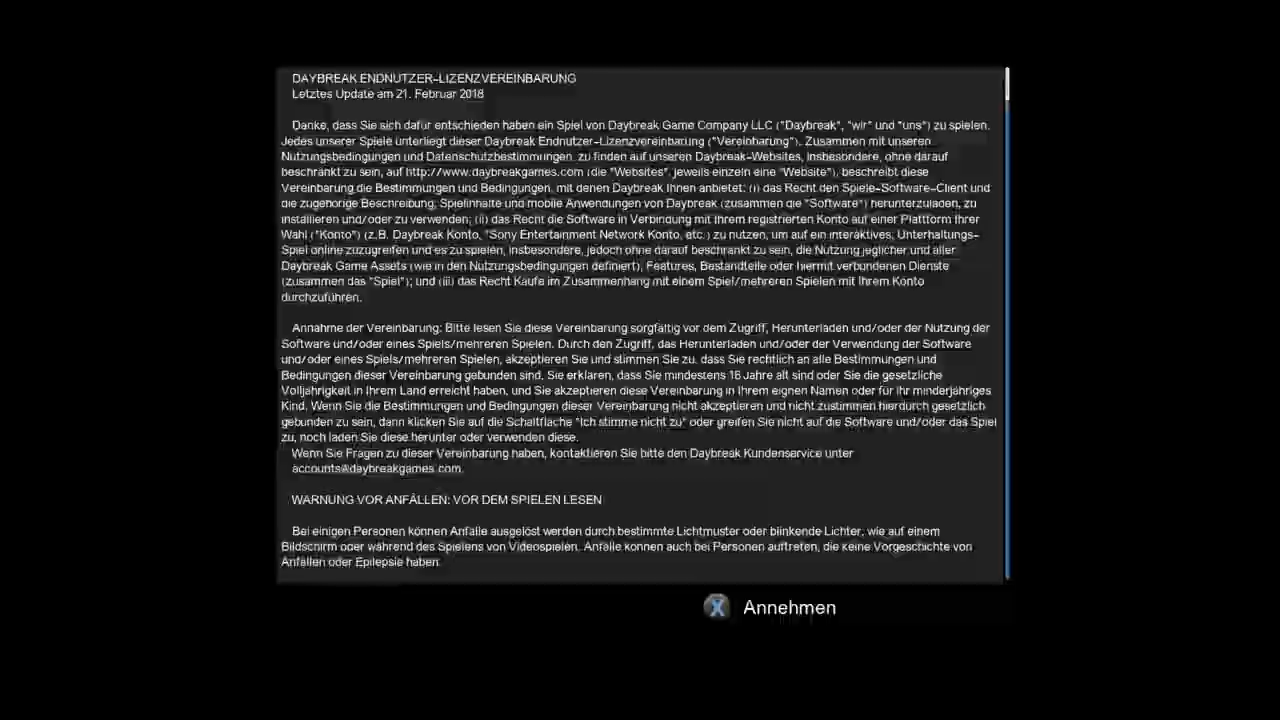 DAYBREAK ENDNUTZER-LIZENZVEREINBARUNG
Letztes Update am 21. Februar 2018
Danke, dass Sie sich dafür entschieden haben ein Spiel von Daybreak Game Company LLC ("Daybreak", "wir" und "uns") zu spielen.
Jedes unserer Spiele unterliegt dieser Daybreak Endnutzer-Lizenzvereinbarung ("Vereinbarung"). Zusammen mit unseren
Nutzungsbedingungen und Datenschutzbestimmungen, zu finden auf unseren Daybreak-Websites, insbesondere, ohne darauf
beschränkt zu sein, auf http://www.daybreakgames.com (die "Websites", jeweils einzeln eine "Website"), beschreibt diese
Vereinbarung die Bestimmungen und Bedingungen, mit denen Daybreak Ihnen anbietet: (i) das Recht den Spiele-Software-Client und
die zugehörige Beschreibung, Spielinhalte und mobile Anwendungen von Daybreak (zusammen die "Software") herunterzuladen, zu
installieren und/oder zu verwenden; (ii) das Recht die Software in Verbindung mit Ihrem registrierten Konto auf einer Plattform Ihrer
Wahl ("Konto") (z.B. Daybreak Konto, "Sony Entertainment Network Konto, etc.) zu nutzen, um auf ein interaktives, Unterhaltungs-
Spiel online zuzugreifen und es zu spielen, insbesondere, jedoch ohne darauf beschränkt zu sein, die Nutzung jeglicher und aller
Daybreak Game Assets (wie in den Nutzungsbedingungen definiert), Features, Bestandteile oder hiermit verbundenen Dienste
(zusammen das "Spiel"); und (iii) das Recht Käufe im Zusammenhang mit einem Spiel/mehreren Spielen mit Ihrem Konto
durchzuführen.
Annahme der Vereinbarung: Bitte lesen Sie diese Vereinbarung sorgfältig vor dem Zugriff, Herunterladen und/oder der Nutzung der
Software und/oder eines Spiels/mehreren Spielen. Durch den Zugriff, das Herunterladen und/oder der Verwendung der Software
und/oder eines Spiels/mehreren Spielen, akzeptieren Sie und stimmen Sie zu, dass Sie rechtlich an alle Bestimmungen und
Bedingungen dieser Vereinbarung gebunden sind. Sie erklären, dass Sie mindestens 18 Jahre alt sind oder Sie die gesetzliche
Volljährigkeit in Ihrem Land erreicht haben, und Sie akzeptieren diese Vereinbarung in Ihrem eignen Namen oder für Ihr minderjähriges
Kind. Wenn Sie die Bestimmungen und Bedingungen dieser Vereinbarung nicht akzeptieren und nicht zustimmen hierdurch gesetzlich
gebunden zu sein, dann klicken Sie auf die Schaltfläche "Ich stimme nicht zu" oder greifen Sie nicht auf die Software und/oder das Spiel
zu, noch laden Sie diese herunter oder verwenden diese.
Wenn Sie Fragen zu dieser Vereinbarung haben, kontaktieren Sie bitte den Daybreak Kundenservice unter
accounts@daybreakgames.com.
WARNUNG VOR ANFÄLLEN: VOR DEM SPIELEN LESEN
Bei einigen Personen können Anfälle ausgelöst werden durch bestimmte Lichtmuster oder blinkende Lichter, wie auf einem
Bildschirm oder während des Spielens von Videospielen. Anfälle können auch bei Personen auftreten, die keine Vorgeschichte von
Anfällen oder Epilepsie haben.
X Annehmen